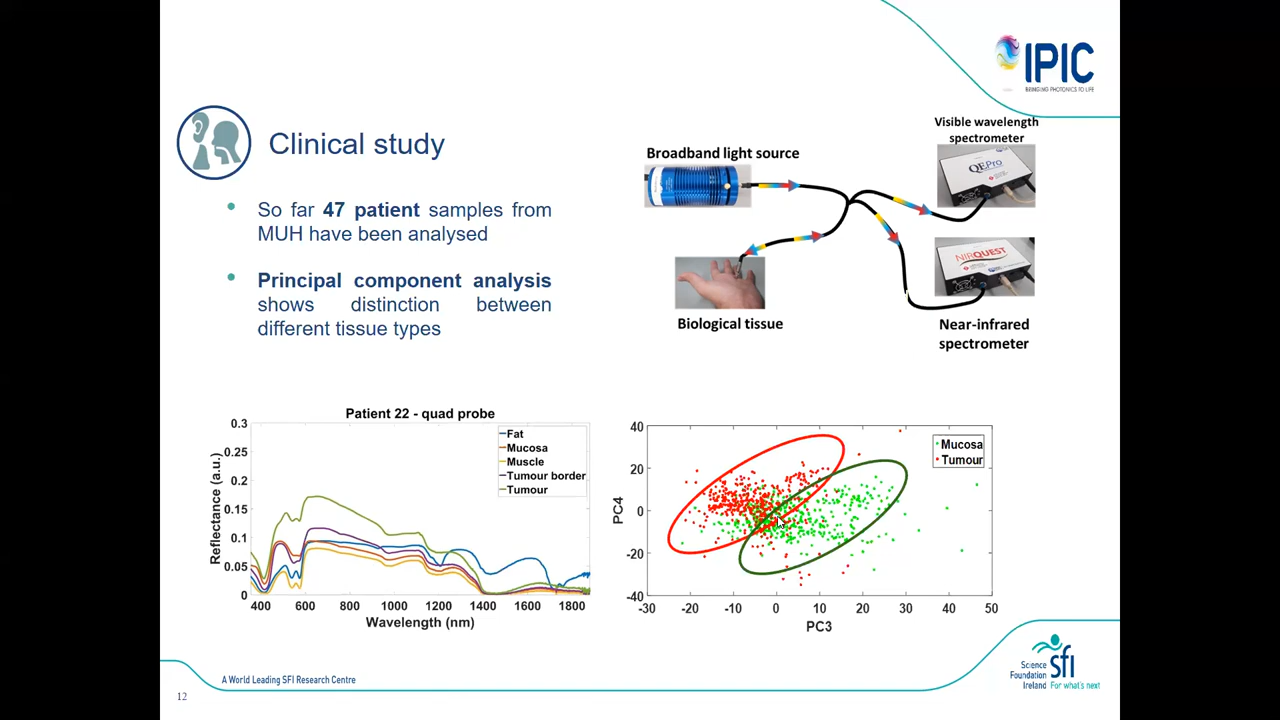 IPIC
BRINGING PHOTONICS TO LIFE
Clinical study
So far 47 patient samples from
MUH have been analysed
Principal component analysis
shows distinction between
different tissue types
Broadband light source
Visible wavelength
spectrometer
QEPro
NIRQUEST
Biological tissue
Near-infrared
spectrometer
Patient 22 - quad probe
Reflectance (a.u.)
0.3
0.25
0.2
0.15
0.1
0.05
0
Fat
Mucosa
Muscle
Tumour border
Tumour
400 600 800 1000 1200 1400 1600 1800
Wavelength (nm)
PC4
40
20
0
-20
-40
Mucosa
Tumour
-30 -20 -10 0 10 20 30 40 50
PC3
A World Leading SFI Research Centre
Science
Foundation
Ireland
sfi
For what's next
12